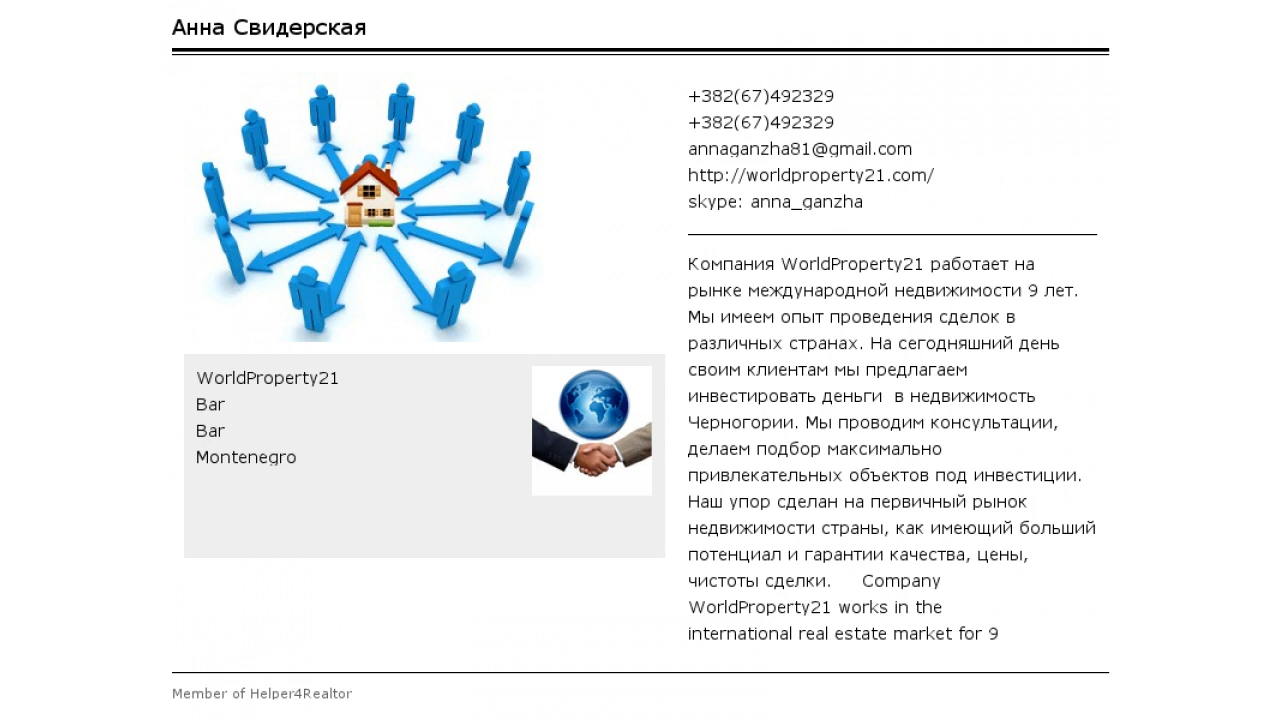 Анна Свидерская
+382(67)492329
+382(67)492329
annaganzha81@gmail.com
http://worldproperty21.com/
skype: anna_ganzha
Компания WorldProperty21 работает на
рынке международной недвижимости 9 лет.
Мы имеем опыт проведения сделок в
различных странах. На сегодняшний день
своим клиентам мы предлагаем
инвестировать деньги  в недвижимость
Черногории. Мы проводим консультации,
делаем подбор максимально
привлекательных объектов под инвестиции.
Наш упор сделан на первичный рынок
недвижимости страны, как имеющий больший
потенциал и гарантии качества, цены,
чистоты сделки.      Company
WorldProperty21 works in the
international real estate market for 9
WorldProperty21
Bar
Bar
Montenegro
Member of Helper4Realtor